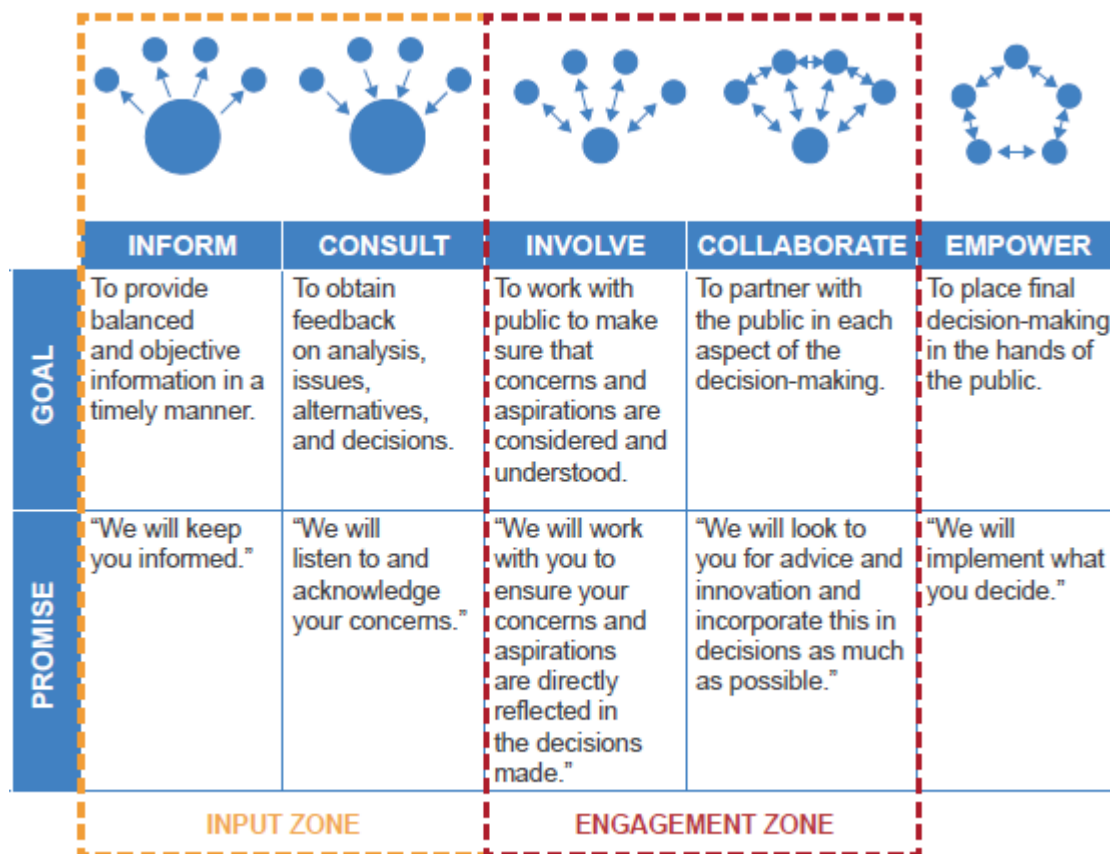 INFORM
CONSULT
INVOLVE
COLLABORATE
EMPOWER
GOAL
To provide
balanced
and objective
information in a
timely manner.
To obtain
feedback
on analysis,
issues,
alternatives,
and decisions.
To work with
public to make
sure that
concerns and
aspirations are
considered and
understood.
To partner with
the public in each
aspect of the
decision-making.
To place final
decision-making
in the hands of
the public.
PROMISE
“We will keep
you informed.”
“We will
listen to and
acknowledge
your concerns.”
“We will work
with you to
ensure your
concerns and
aspirations
are directly
reflected in
the decisions
made.”
“We will look to
you for advice and
innovation and
incorporate this in
decisions as much
as possible.”
“We will
implement what
you decide.”
INPUT ZONE
ENGAGEMENT ZONE